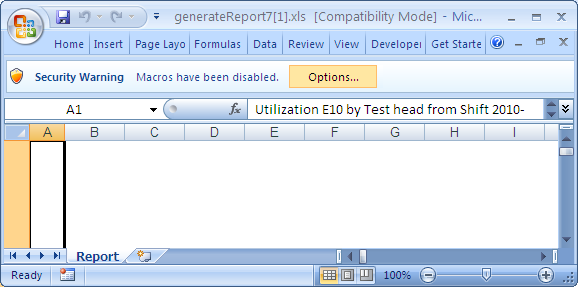 generateReport7[1].xls [Compatibility Mode] - Mic...
Home Insert Page Layo Formulas Data Review View Developer Get Starte
Security Warning Macros have been disabled. Options...
A1 fx Utilization E10 by Test head from Shift 2010-
A B C D E F G H I
Report
Ready 100%